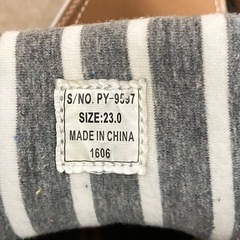 S/NO. PY-9597
SIZE:23.0
MADE IN CHINA
1606